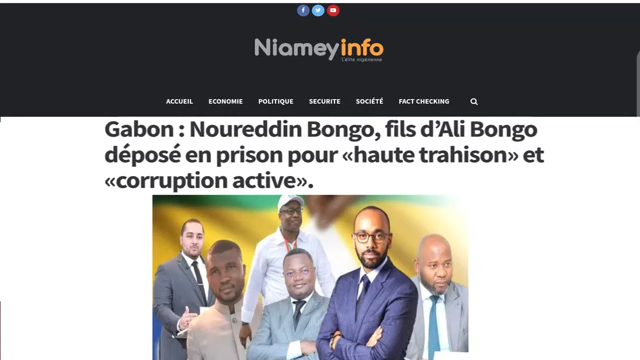 Niameyinfo
L'élite nigérienne
ACCUEIL ECONOMIE POLITIQUE SECURITE SOCIÉTÉ FACT CHECKING
Gabon : Noureddin Bongo, fils d’Ali Bongo
déposé en prison pour «haute trahison» et
«corruption active».